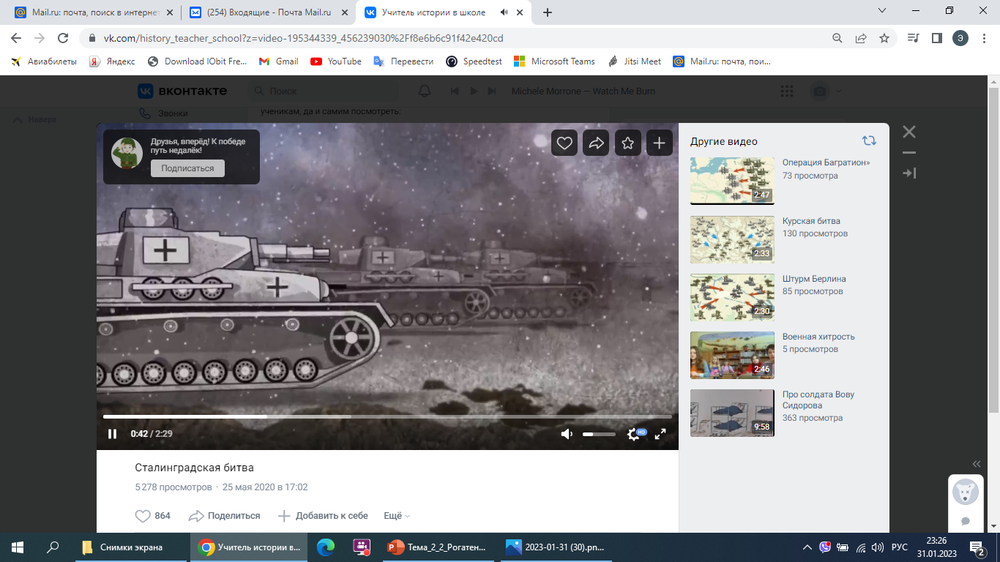 Mail.ru: почта, поиск в интернет
(254) Входящие - Почта Mail.ru
Учитель истории в школе
vk.com/history_teacher_school?z=video-195344339_456239030%2Ff8e6b6c91f42e420cd
Э
Авиабилеты
Яндекс
Download IObit Fre...
Gmail
YouTube
Перевести
Speedtest
Microsoft Teams
Jitsi Meet
Mail.ru: почта, пои...
вконтакте
Поиск
Michele Morrone — Watch Me Burn
Наверх
Звонки
ученикам, да и самим посмотреть:
Друзья, вперёд! К победе
путь недалёк!
Подписаться
Другие видео
Операция Багратион»
73 просмотра
2:47
Курская битва
130 просмотров
2:33
Штурм Берлина
85 просмотров
2:30
Военная хитрость
5 просмотров
2:46
Про солдата Вову
Сидорова
363 просмотра
9:58
0:42 / 2:29
HD
Сталинградская битва
5 278 просмотров · 25 мая 2020 в 17:02
864
Поделиться
Добавить к себе
Ещё
Снимки экрана
Учитель истории в...
Тема_2_2_Рогатен...
2023-01-31 (30).pn...
РУС
23:26
31.01.2023
2